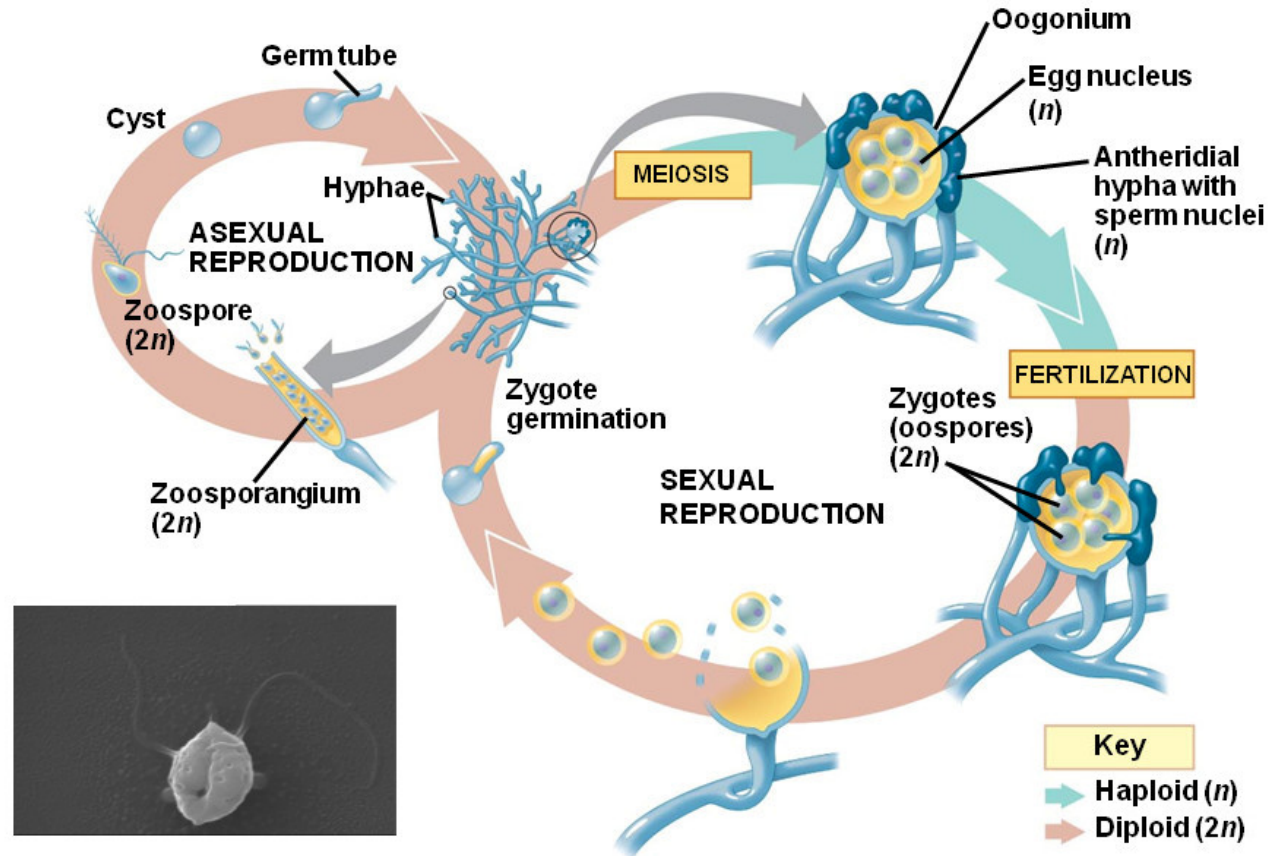 Germ tube
Cyst
Hyphae
ASEXUAL
REPRODUCTION
Zoospore
(2n)
Zoosporangium
(2n)
MEIOSIS
Oogonium
Egg nucleus
(n)
Antheridial
hypha with
sperm nuclei
(n)
FERTILIZATION
Zygotes
(oospores)
(2n)
Zygote
germination
SEXUAL
REPRODUCTION
Key
Haploid (n)
Diploid (2n)